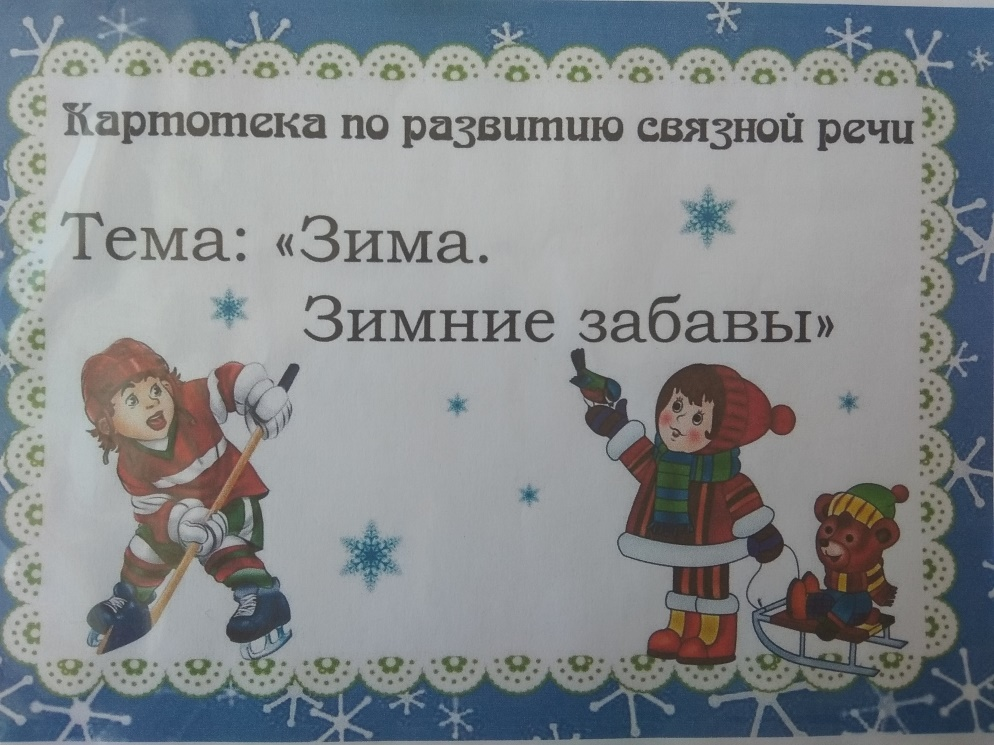 Картотека по развитию связной речи
Тема: «Зима.
Зимние забавы»